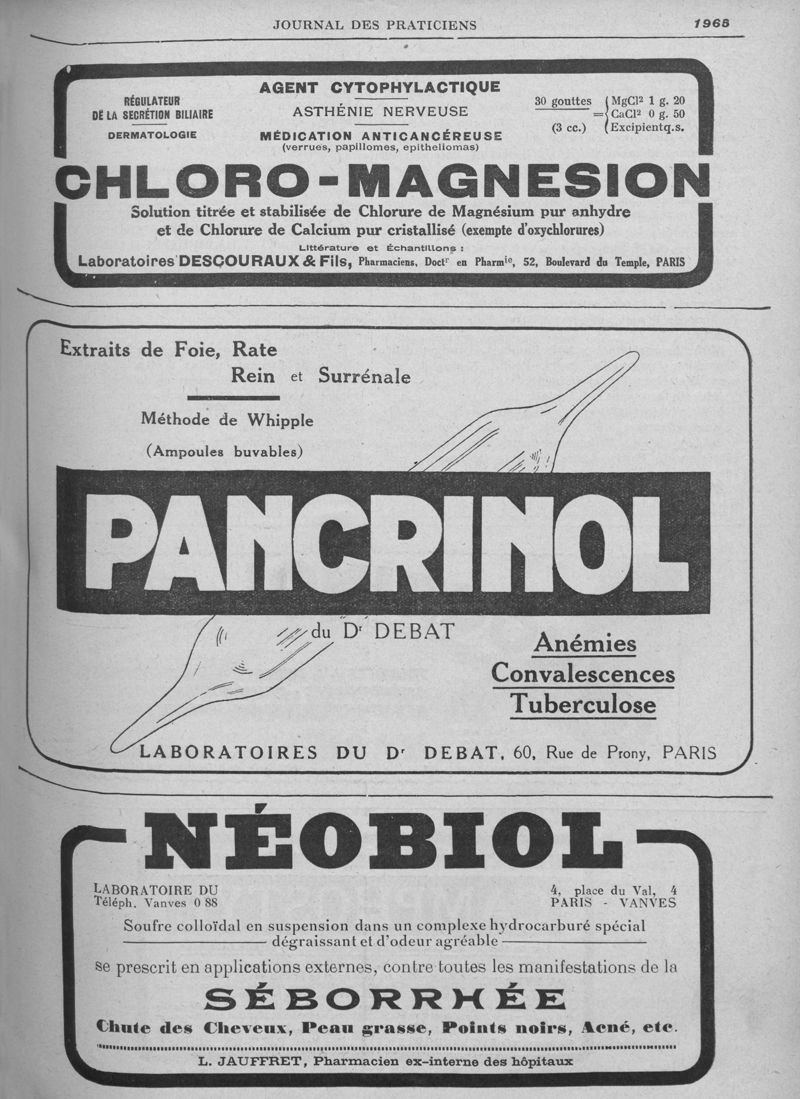 JOURNAL DES PRATICIENS 1968
RÉGULATEUR
DE LA SECRÉTION BILIAIRE
DERMATOLOGIE
AGENT CYTOPHYLACTIQUE
ASTHÉNIE NERVEUSE
MÉDICATION ANTICANCÉREUSE
(verrues, papillomes, epitheliomas)
30 gouttes = (3 cc.)
{ MgCl² 1 g. 20
CaCl² 0 g. 50
Excipient q.s.
CHLORO-MAGNESION
Solution titrée et stabilisée de Chlorure de Magnésium pur anhydre
et de Chlorure de Calcium pur cristallisé (exempte d'oxychlorures)
Littérature et Échantillons :
Laboratoires DESCOURAUX & Fils, Pharmaciens, Doctʳ en Pharmⁱᵉ, 52, Boulevard du Temple, PARIS
Extraits de Foie, Rate
Rein et Surrénale
Méthode de Whipple
(Ampoules buvables)
PANCRINOL
du Dʳ DEBAT
Anémies
Convalescences
Tuberculose
LABORATOIRES DU Dʳ DEBAT, 60, Rue de Prony, PARIS
NÉOBIOL
LABORATOIRE DU 4, place du Val, 4
Téléph. Vanves 0 88 PARIS - VANVES
Soufre colloïdal en suspension dans un complexe hydrocarburé spécial
dégraissant et d'odeur agréable
se prescrit en applications externes, contre toutes les manifestations de la
SÉBORRHÉE
Chute des Cheveux, Peau grasse, Points noirs, Acné, etc.
L. JAUFFRET, Pharmacien ex-interne des hôpitaux